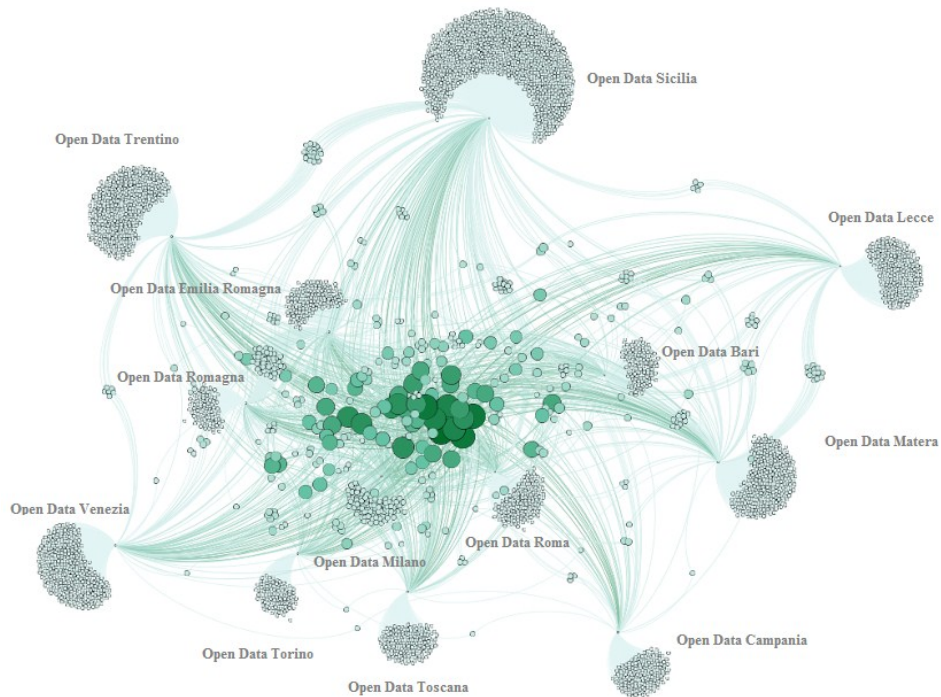 Open Data Sicilia
Open Data Trentino
Open Data Lecce
Open Data Emilia Romagna
Open Data Bari
Open Data Romagna
Open Data Matera
Open Data Venezia
Open Data Roma
Open Data Milano
Open Data Campania
Open Data Torino
Open Data Toscana